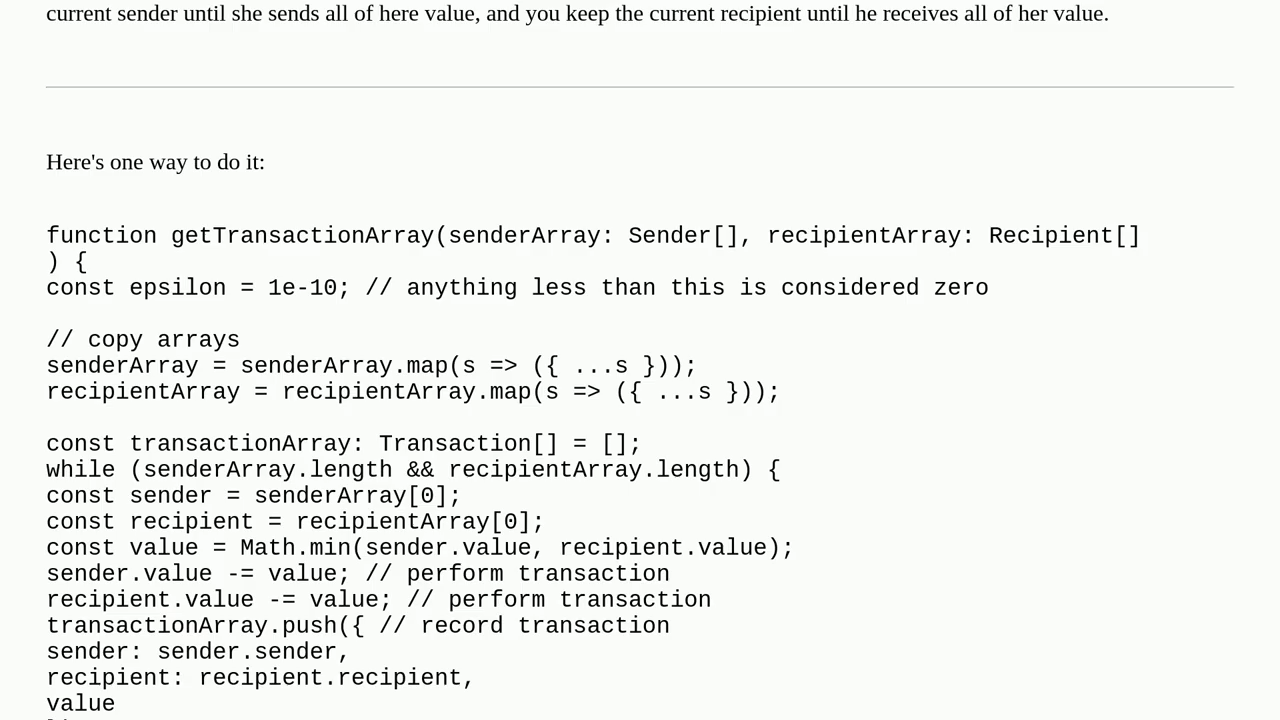 current sender until she sends all of here value, and you keep the current recipient until he receives all of her value.
Here's one way to do it:
function getTransactionArray(senderArray: Sender[], recipientArray: Recipient[]
) {
const epsilon = 1e-10; // anything less than this is considered zero
// copy arrays
senderArray = senderArray.map(s => ({ ...s }));
recipientArray = recipientArray.map(s => ({ ...s }));
const transactionArray: Transaction[] = [];
while (senderArray.length && recipientArray.length) {
const sender = senderArray[0];
const recipient = recipientArray[0];
const value = Math.min(sender.value, recipient.value);
sender.value -= value; // perform transaction
recipient.value -= value; // perform transaction
transactionArray.push({ // record transaction
sender: sender.sender,
recipient: recipient.recipient,
value